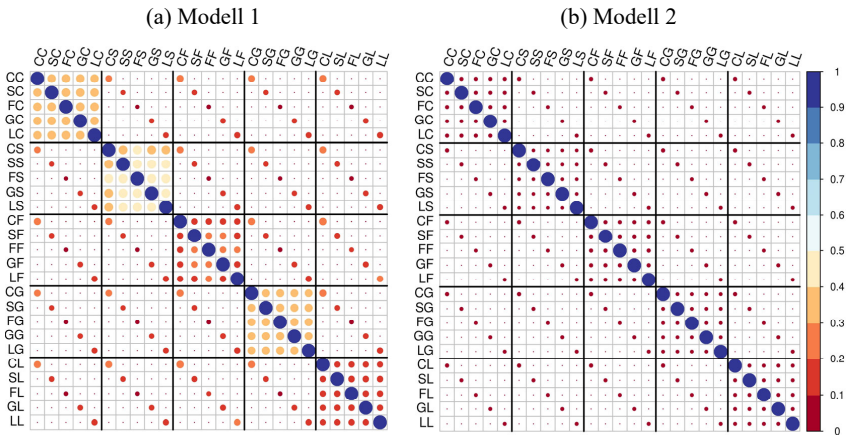 (a) Modell 1
(b) Modell 2
CC SC FC GC LC CS SS FS GS LS CF SF FF GF LF CG SG FG GG LG CL SL FL GL LL
CC SC FC GC LC CS SS FS GS LS CF SF FF GF LF CG SG FG GG LG CL SL FL GL LL
CC
SC
FC
GC
LC
CS
SS
FS
GS
LS
CF
SF
FF
GF
LF
CG
SG
FG
GG
LG
CL
SL
FL
GL
LL
CC
SC
FC
GC
LC
CS
SS
FS
GS
LS
CF
SF
FF
GF
LF
CG
SG
FG
GG
LG
CL
SL
FL
GL
LL
1
0.9
0.8
0.7
0.6
0.5
0.4
0.3
0.2
0.1
0